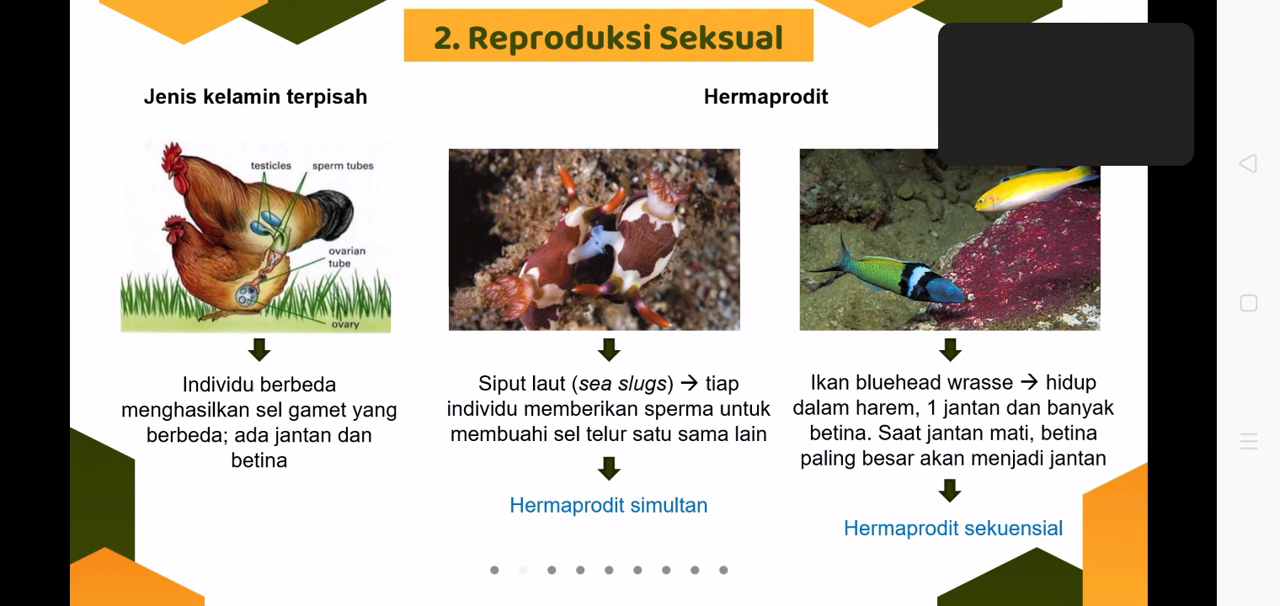 2. Reproduksi Seksual
Jenis kelamin terpisah
Hermaprodit
testicles
sperm tubes
ovarian
tube
ovary
Individu berbeda
menghasilkan sel gamet yang
berbeda; ada jantan dan
betina
Siput laut (sea slugs) → tiap
individu memberikan sperma untuk
membuahi sel telur satu sama lain
Hermaprodit simultan
Ikan bluehead wrasse → hidup
dalam harem, 1 jantan dan banyak
betina. Saat jantan mati, betina
paling besar akan menjadi jantan
Hermaprodit sekuensial